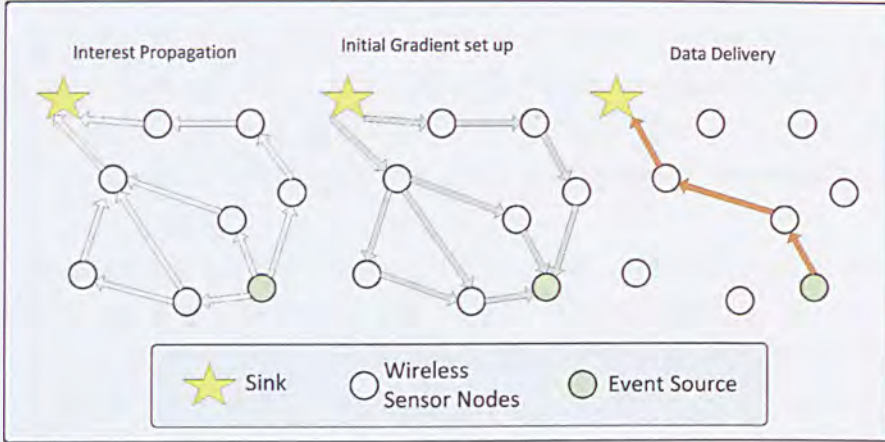 Interest Propagation
Initial Gradient set up
Data Delivery
Sink
Wireless
Sensor Nodes
Event Source